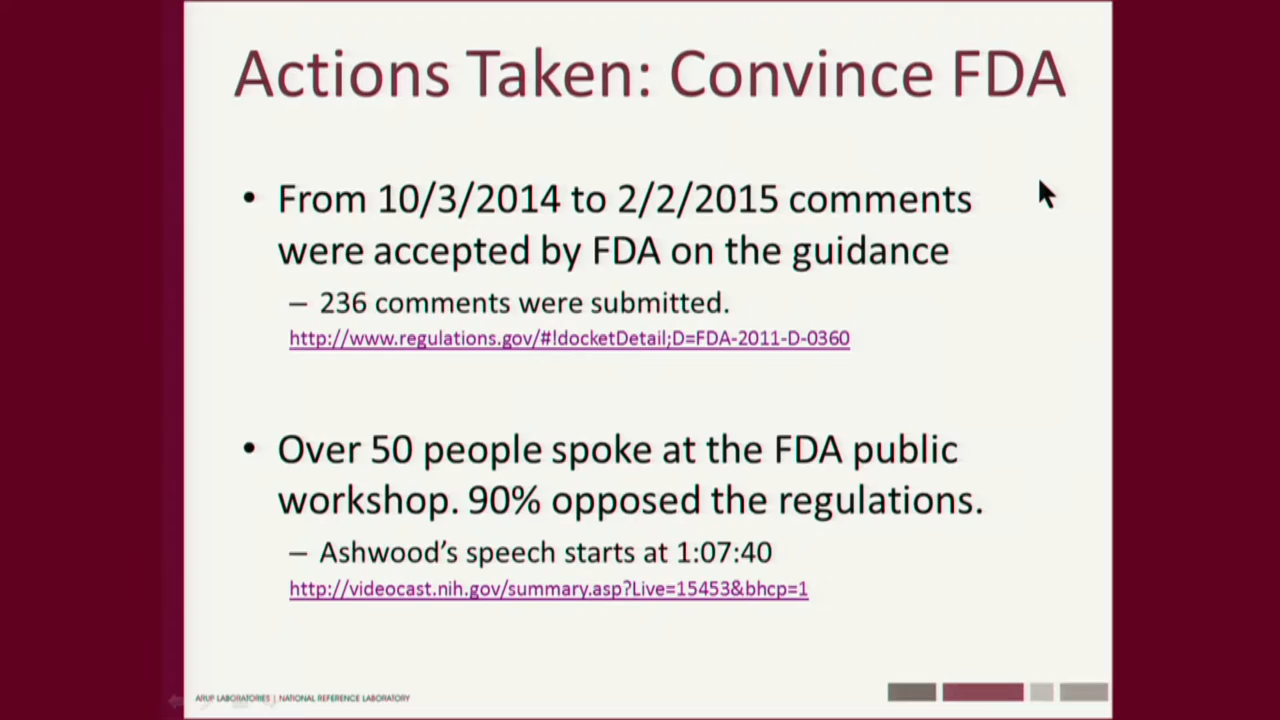 Actions Taken: Convince FDA
• From 10/3/2014 to 2/2/2015 comments
were accepted by FDA on the guidance
– 236 comments were submitted.
http://www.regulations.gov/#!docketDetail;D=FDA-2011-D-0360
• Over 50 people spoke at the FDA public
workshop. 90% opposed the regulations.
– Ashwood's speech starts at 1:07:40
http://videocast.nih.gov/summary.asp?Live=15453&bhcp=1
ARUP LABORATORIES | NATIONAL REFERENCE LABORATORY